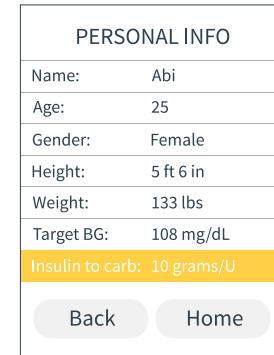 PERSONAL INFO
Name: Abi
Age: 25
Gender: Female
Height: 5 ft 6 in
Weight: 133 lbs
Target BG: 108 mg/dL
Insulin to carb: 10 grams/U
Back Home